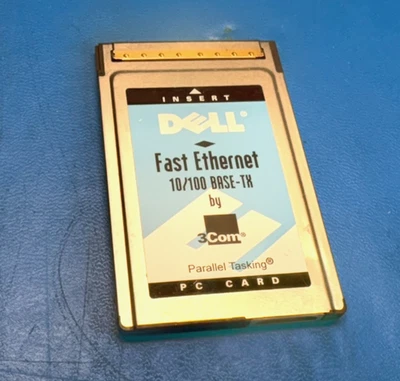 INSERT
DELL
Fast Ethernet
10/100 BASE-TX
by
3Com®
Parallel Tasking®
PC CARD